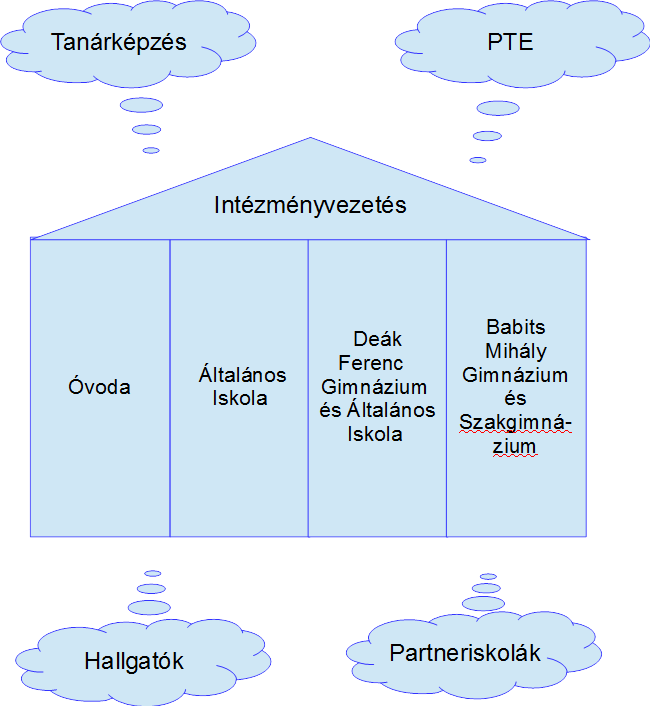 Tanárképzés
PTE
Intézményvezetés
Óvoda
Általános
Iskola
Deák
Ferenc
Gimnázium
és Általános
Iskola
Babits
Mihály
Gimnázium
és
Szakgimná-
zium
Hallgatók
Partneriskolák